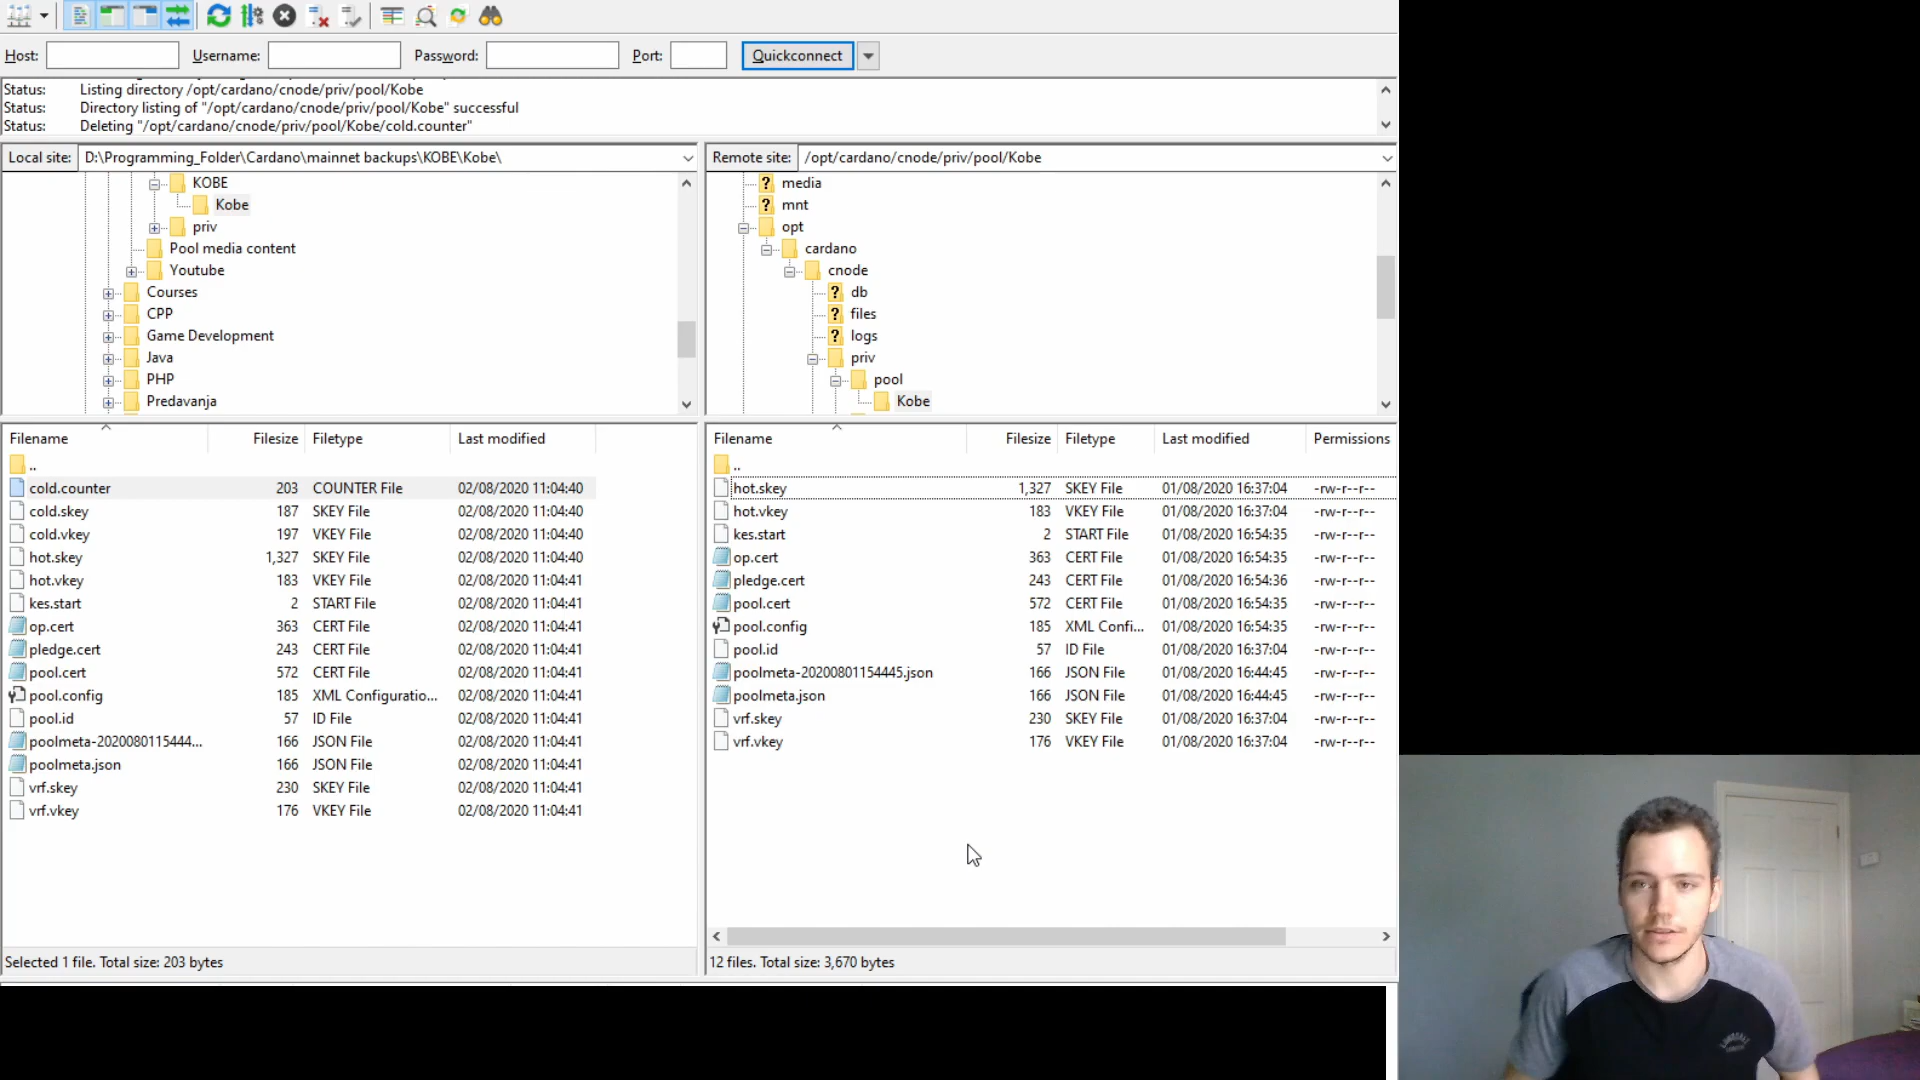 Host: Username: Password: Port: Quickconnect
Status: Listing directory /opt/cardano/cnode/priv/pool/Kobe
Status: Directory listing of "/opt/cardano/cnode/priv/pool/Kobe" successful
Status: Deleting "/opt/cardano/cnode/priv/pool/Kobe/cold.counter"
Local site: D:\Programming_Folder\Cardano\mainnet backups\KOBE\Kobe\
KOBE
Kobe
priv
Pool media content
Youtube
Courses
CPP
Game Development
Java
PHP
Predavanja
Remote site: /opt/cardano/cnode/priv/pool/Kobe
? media
? mnt
opt
cardano
cnode
? db
? files
? logs
priv
pool
Kobe
Filename Filesize Filetype Last modified
..
cold.counter 203 COUNTER File 02/08/2020 11:04:40
cold.skey 187 SKEY File 02/08/2020 11:04:40
cold.vkey 197 VKEY File 02/08/2020 11:04:40
hot.skey 1,327 SKEY File 02/08/2020 11:04:40
hot.vkey 183 VKEY File 02/08/2020 11:04:41
kes.start 2 START File 02/08/2020 11:04:41
op.cert 363 CERT File 02/08/2020 11:04:41
pledge.cert 243 CERT File 02/08/2020 11:04:41
pool.cert 572 CERT File 02/08/2020 11:04:41
pool.config 185 XML Configuratio... 02/08/2020 11:04:41
pool.id 57 ID File 02/08/2020 11:04:41
poolmeta-2020080115444... 166 JSON File 02/08/2020 11:04:41
poolmeta.json 166 JSON File 02/08/2020 11:04:41
vrf.skey 230 SKEY File 02/08/2020 11:04:41
vrf.vkey 176 VKEY File 02/08/2020 11:04:41
Selected 1 file. Total size: 203 bytes
Filename Filesize Filetype Last modified Permissions
..
hot.skey 1,327 SKEY File 01/08/2020 16:37:04 -rw-r--r--
hot.vkey 183 VKEY File 01/08/2020 16:37:04 -rw-r--r--
kes.start 2 START File 01/08/2020 16:54:35 -rw-r--r--
op.cert 363 CERT File 01/08/2020 16:54:35 -rw-r--r--
pledge.cert 243 CERT File 01/08/2020 16:54:36 -rw-r--r--
pool.cert 572 CERT File 01/08/2020 16:54:35 -rw-r--r--
pool.config 185 XML Confi... 01/08/2020 16:54:35 -rw-r--r--
pool.id 57 ID File 01/08/2020 16:37:04 -rw-r--r--
poolmeta-20200801154445.json 166 JSON File 01/08/2020 16:44:45 -rw-r--r--
poolmeta.json 166 JSON File 01/08/2020 16:44:45 -rw-r--r--
vrf.skey 230 SKEY File 01/08/2020 16:37:04 -rw-r--r--
vrf.vkey 176 VKEY File 01/08/2020 16:37:04 -rw-r--r--
12 files. Total size: 3,670 bytes